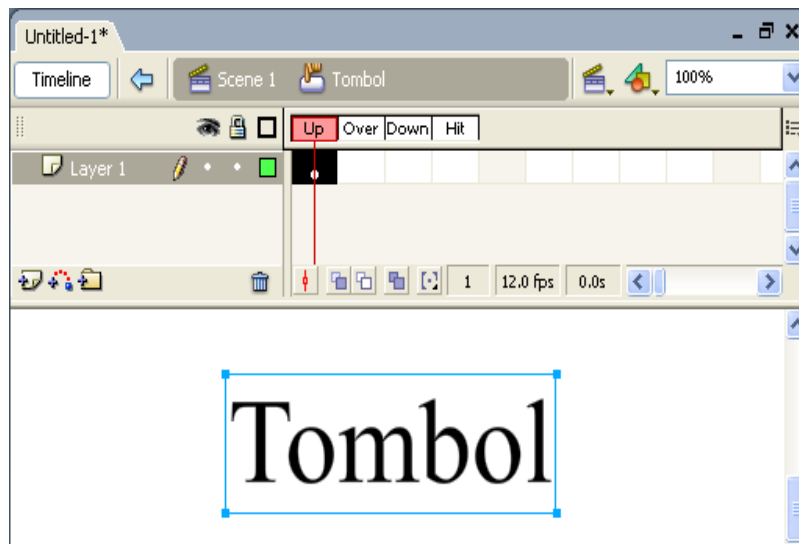 Untitled-1*
Timeline Scene 1 Tombol 100%
Up Over Down Hit
Layer 1
1 12.0 fps 0.0s
Tombol